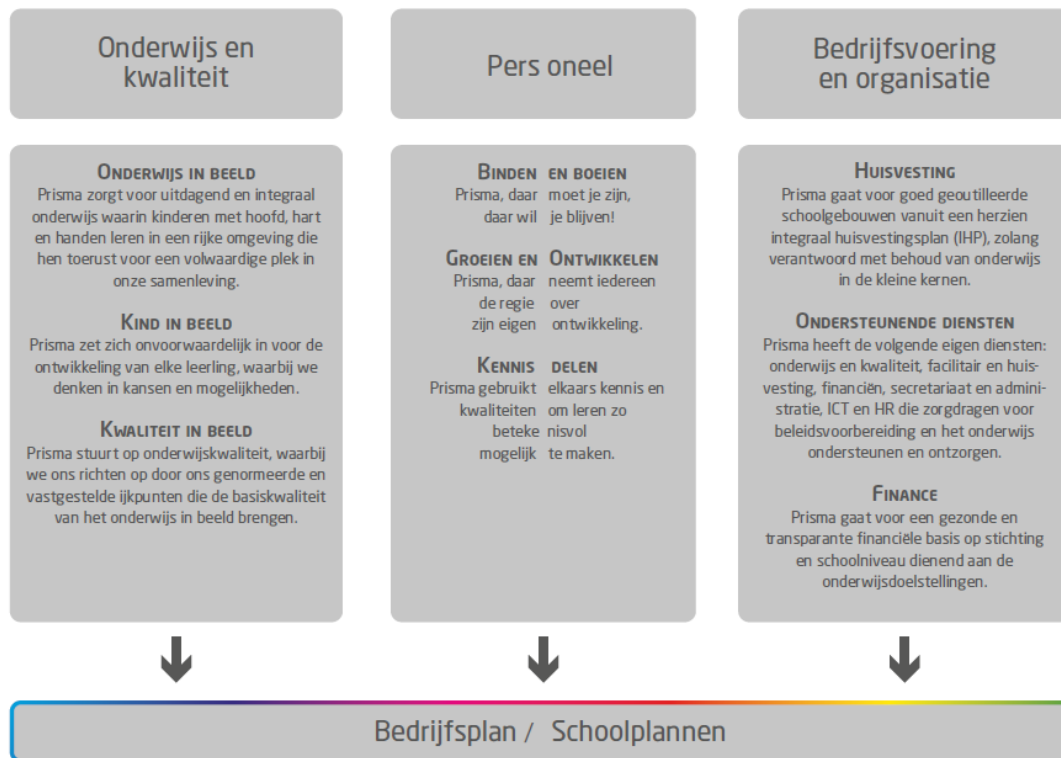 Onderwijs en
kwaliteit
ONDERWIJS IN BEELD
Prisma zorgt voor uitdagend en integraal
onderwijs waarin kinderen met hoofd, hart
en handen leren in een rijke omgeving die
hen toerust voor een volwaardige plek in
onze samenleving.
KIND IN BEELD
Prisma zet zich onvoorwaardelijk in voor de
ontwikkeling van elke leerling, waarbij we
denken in kansen en mogelijkheden.
KWALITEIT IN BEELD
Prisma stuurt op onderwijskwaliteit, waarbij
we ons richten op door ons genormeerde en
vastgestelde ijkpunten die de basiskwaliteit
van het onderwijs in beeld brengen.
Pers oneel
BINDEN EN BOEIEN
Prisma, daar moet je zijn,
daar wil je blijven!
GROEIEN EN ONTWIKKELEN
Prisma, daar neemt iedereen
de regie over
zijn eigen ontwikkeling.
KENNIS DELEN
Prisma gebruikt elkaars kennis en
kwaliteiten om leren zo
beteke nisvol
mogelijk te maken.
Bedrijfsvoering
en organisatie
HUISVESTING
Prisma gaat voor goed geoutilleerde
schoolgebouwen vanuit een herzien
integraal huisvestingsplan (IHP), zolang
verantwoord met behoud van onderwijs
in de kleine kernen.
ONDERSTEUNENDE DIENSTEN
Prisma heeft de volgende eigen diensten:
onderwijs en kwaliteit, facilitair en huis-
vesting, financiën, secretariaat en admini-
stratie, ICT en HR die zorgdragen voor
beleidsvoorbereiding en het onderwijs
ondersteunen en ontzorgen.
FINANCE
Prisma gaat voor een gezonde en
transparante financiële basis op stichting
en schoolniveau dienend aan de
onderwijsdoelstellingen.
Bedrijfsplan / Schoolplannen